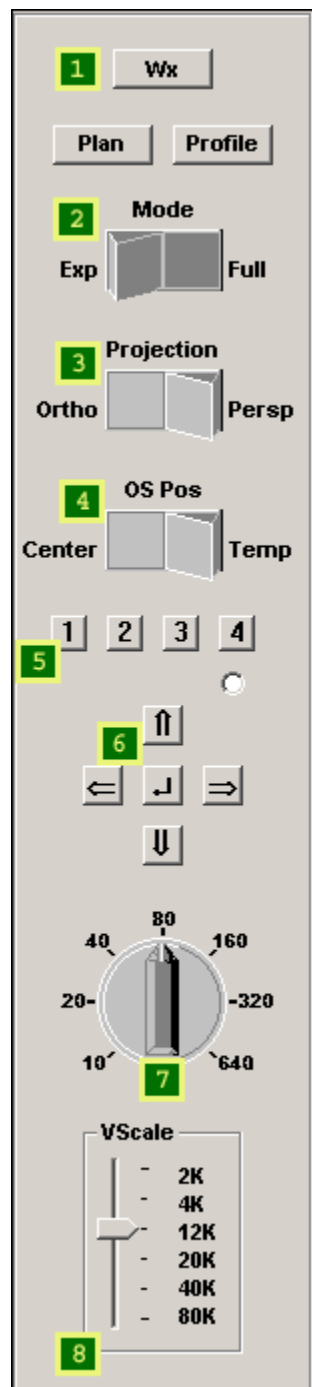 1 Wx
Plan Profile
2 Mode
Exp Full
3 Projection
Ortho Persp
4 OS Pos
Center Temp
1 2 3 4
5
6 ⇑
⇐ ↵ ⇒
⇓
80
40 160
20 320
10 640
7
VScale
2K
4K
12K
20K
40K
80K
8